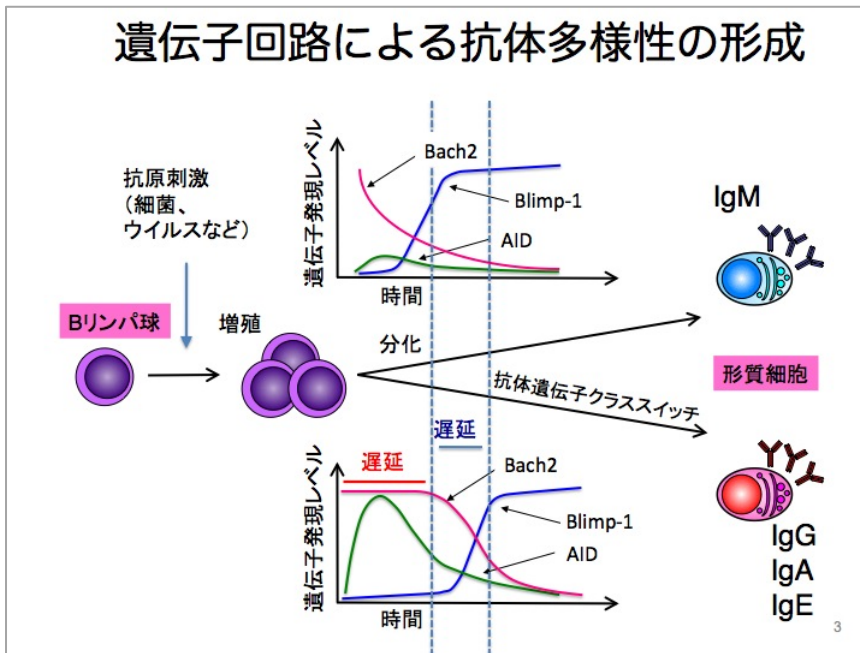 遺伝子回路による抗体多様性の形成
遺伝子発現レベル
Bach2
Blimp-1
AID
時間
抗原刺激
(細菌、
ウイルスなど)
Bリンパ球
増殖
分化
抗体遺伝子クラススイッチ
IgM
形質細胞
遅延
遅延
遺伝子発現レベル
Bach2
Blimp-1
AID
時間
IgG
IgA
IgE
3